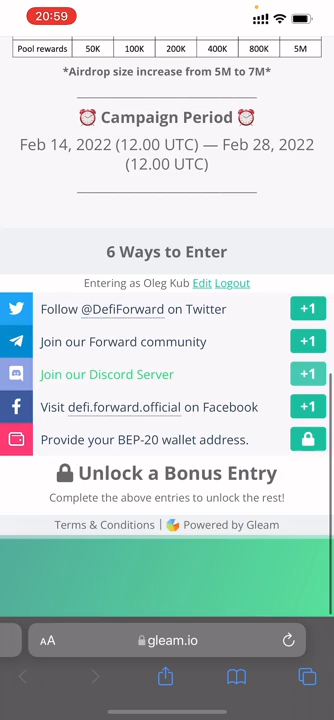 20:59
Pool rewards 50K 100K 200K 400K 800K 5M
*Airdrop size increase from 5M to 7M*
⏰ Campaign Period ⏰
Feb 14, 2022 (12.00 UTC) — Feb 28, 2022
(12.00 UTC)
6 Ways to Enter
Entering as Oleg Kub Edit Logout
Follow @DefiForward on Twitter +1
Join our Forward community +1
Join our Discord Server +1
Visit defi.forward.official on Facebook +1
Provide your BEP-20 wallet address.
Unlock a Bonus Entry
Complete the above entries to unlock the rest!
Terms & Conditions | Powered by Gleam
AA gleam.io